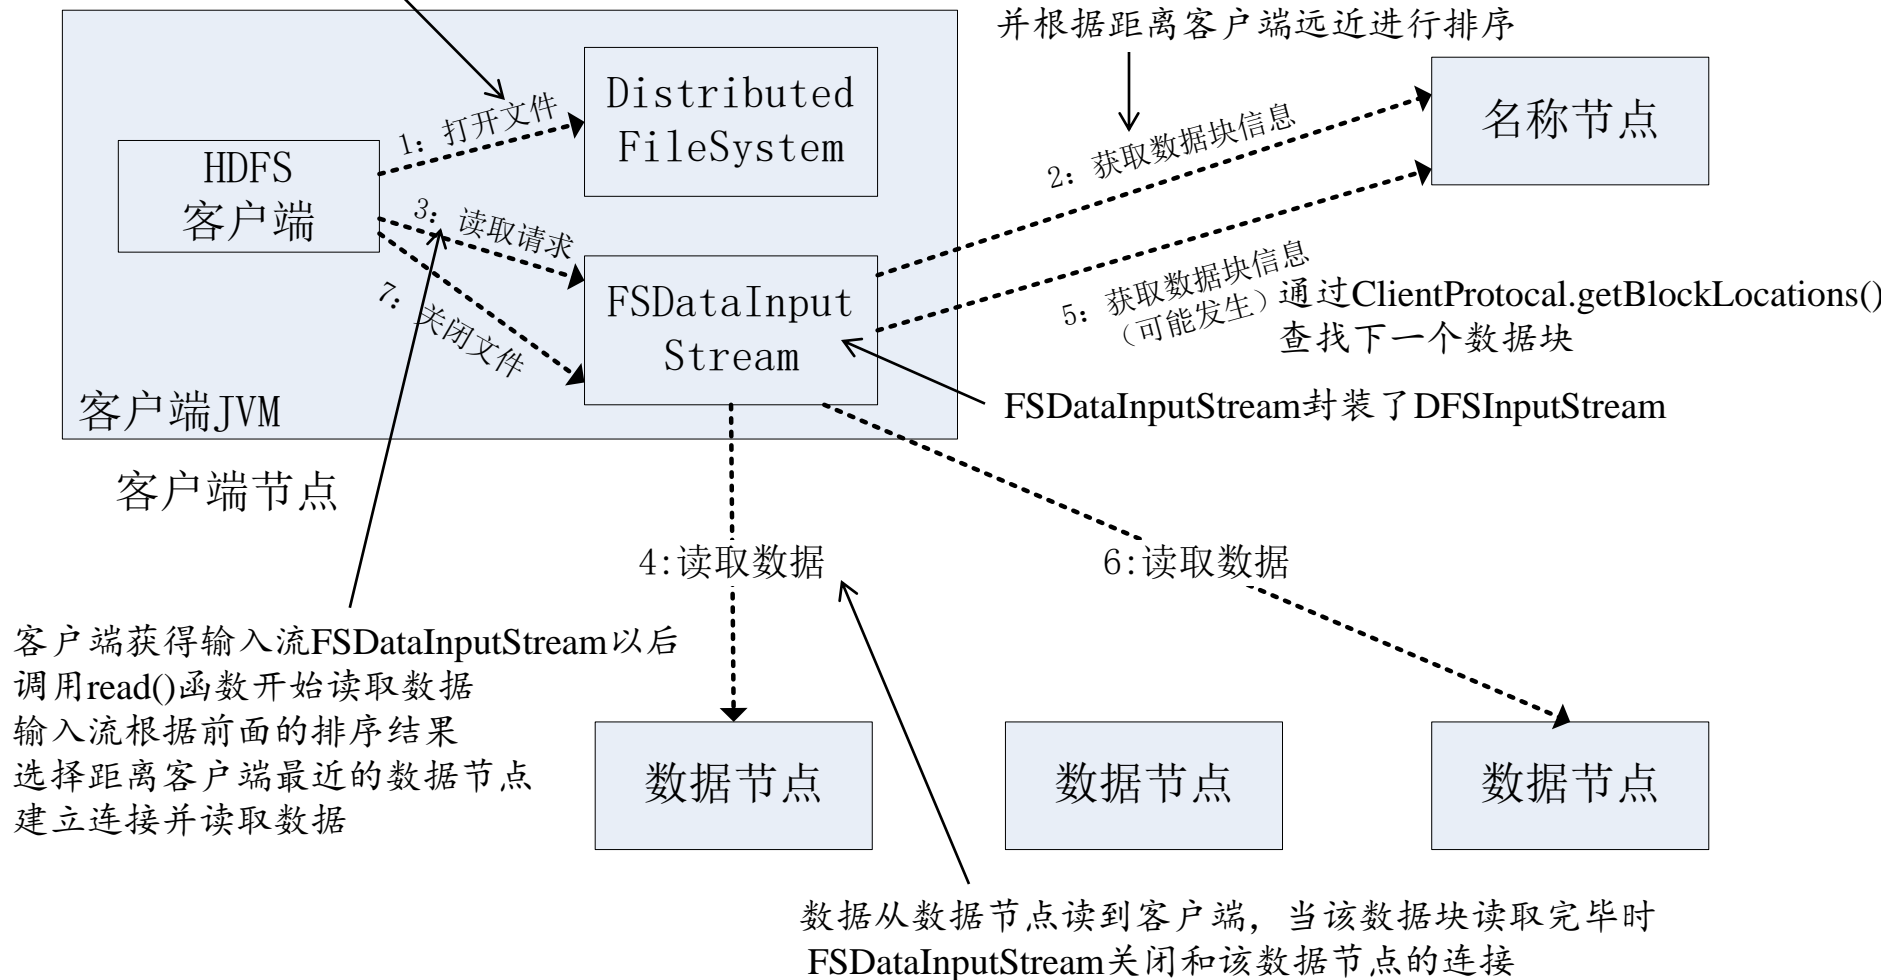 并根据距离客户端远近进行排序
Distributed
FileSystem
名称节点
1: 打开文件
2: 获取数据块信息
HDFS
客户端
3: 读取请求
7: 关闭文件
FSDataInput
Stream
5: 获取数据块信息
（可能发生）
通过ClientProtocal.getBlockLocations()
查找下一个数据块
客户端JVM
FSDataInputStream封装了DFSInputStream
客户端节点
4:读取数据
6:读取数据
客户端获得输入流FSDataInputStream以后
调用read()函数开始读取数据
输入流根据前面的排序结果
选择距离客户端最近的数据节点
建立连接并读取数据
数据节点
数据节点
数据节点
数据从数据节点读到客户端，当该数据块读取完毕时
FSDataInputStream关闭和该数据节点的连接